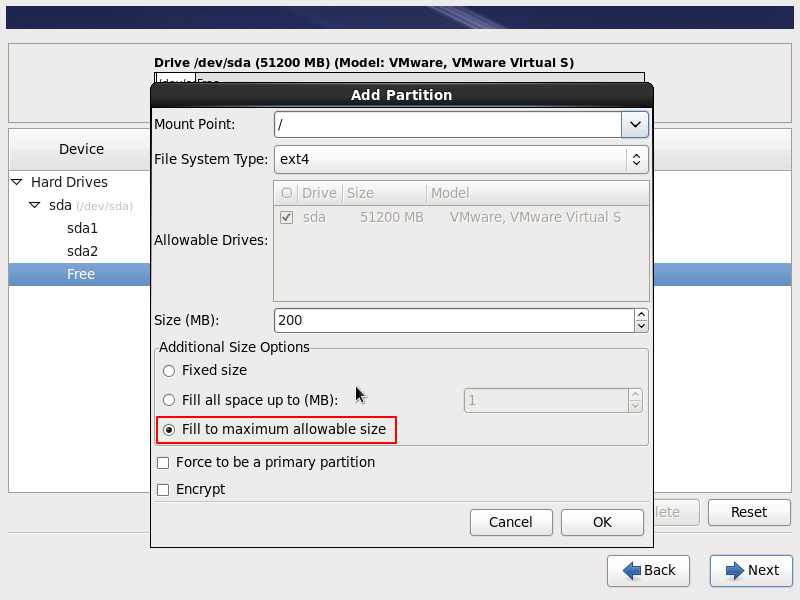 Drive /dev/sda (51200 MB) (Model: VMware, VMware Virtual S)
Free
Add Partition
Device
Mount Point: /
File System Type: ext4
Hard Drives
sda (/dev/sda)
sda1
sda2
Free
Allowable Drives:
Drive Size Model
sda 51200 MB VMware, VMware Virtual S
Size (MB): 200
Additional Size Options
Fixed size
Fill all space up to (MB): 1
Fill to maximum allowable size
Force to be a primary partition
Encrypt
Cancel OK
Reset
Back Next